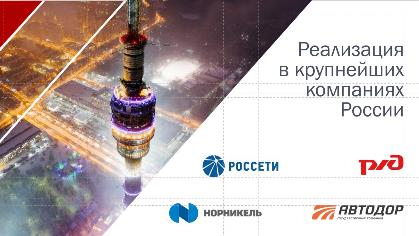 Реализация
в крупнейших
компаниях
России
РОССЕТИ
ржд
НОРНИКЕЛЬ
АВТОДОР